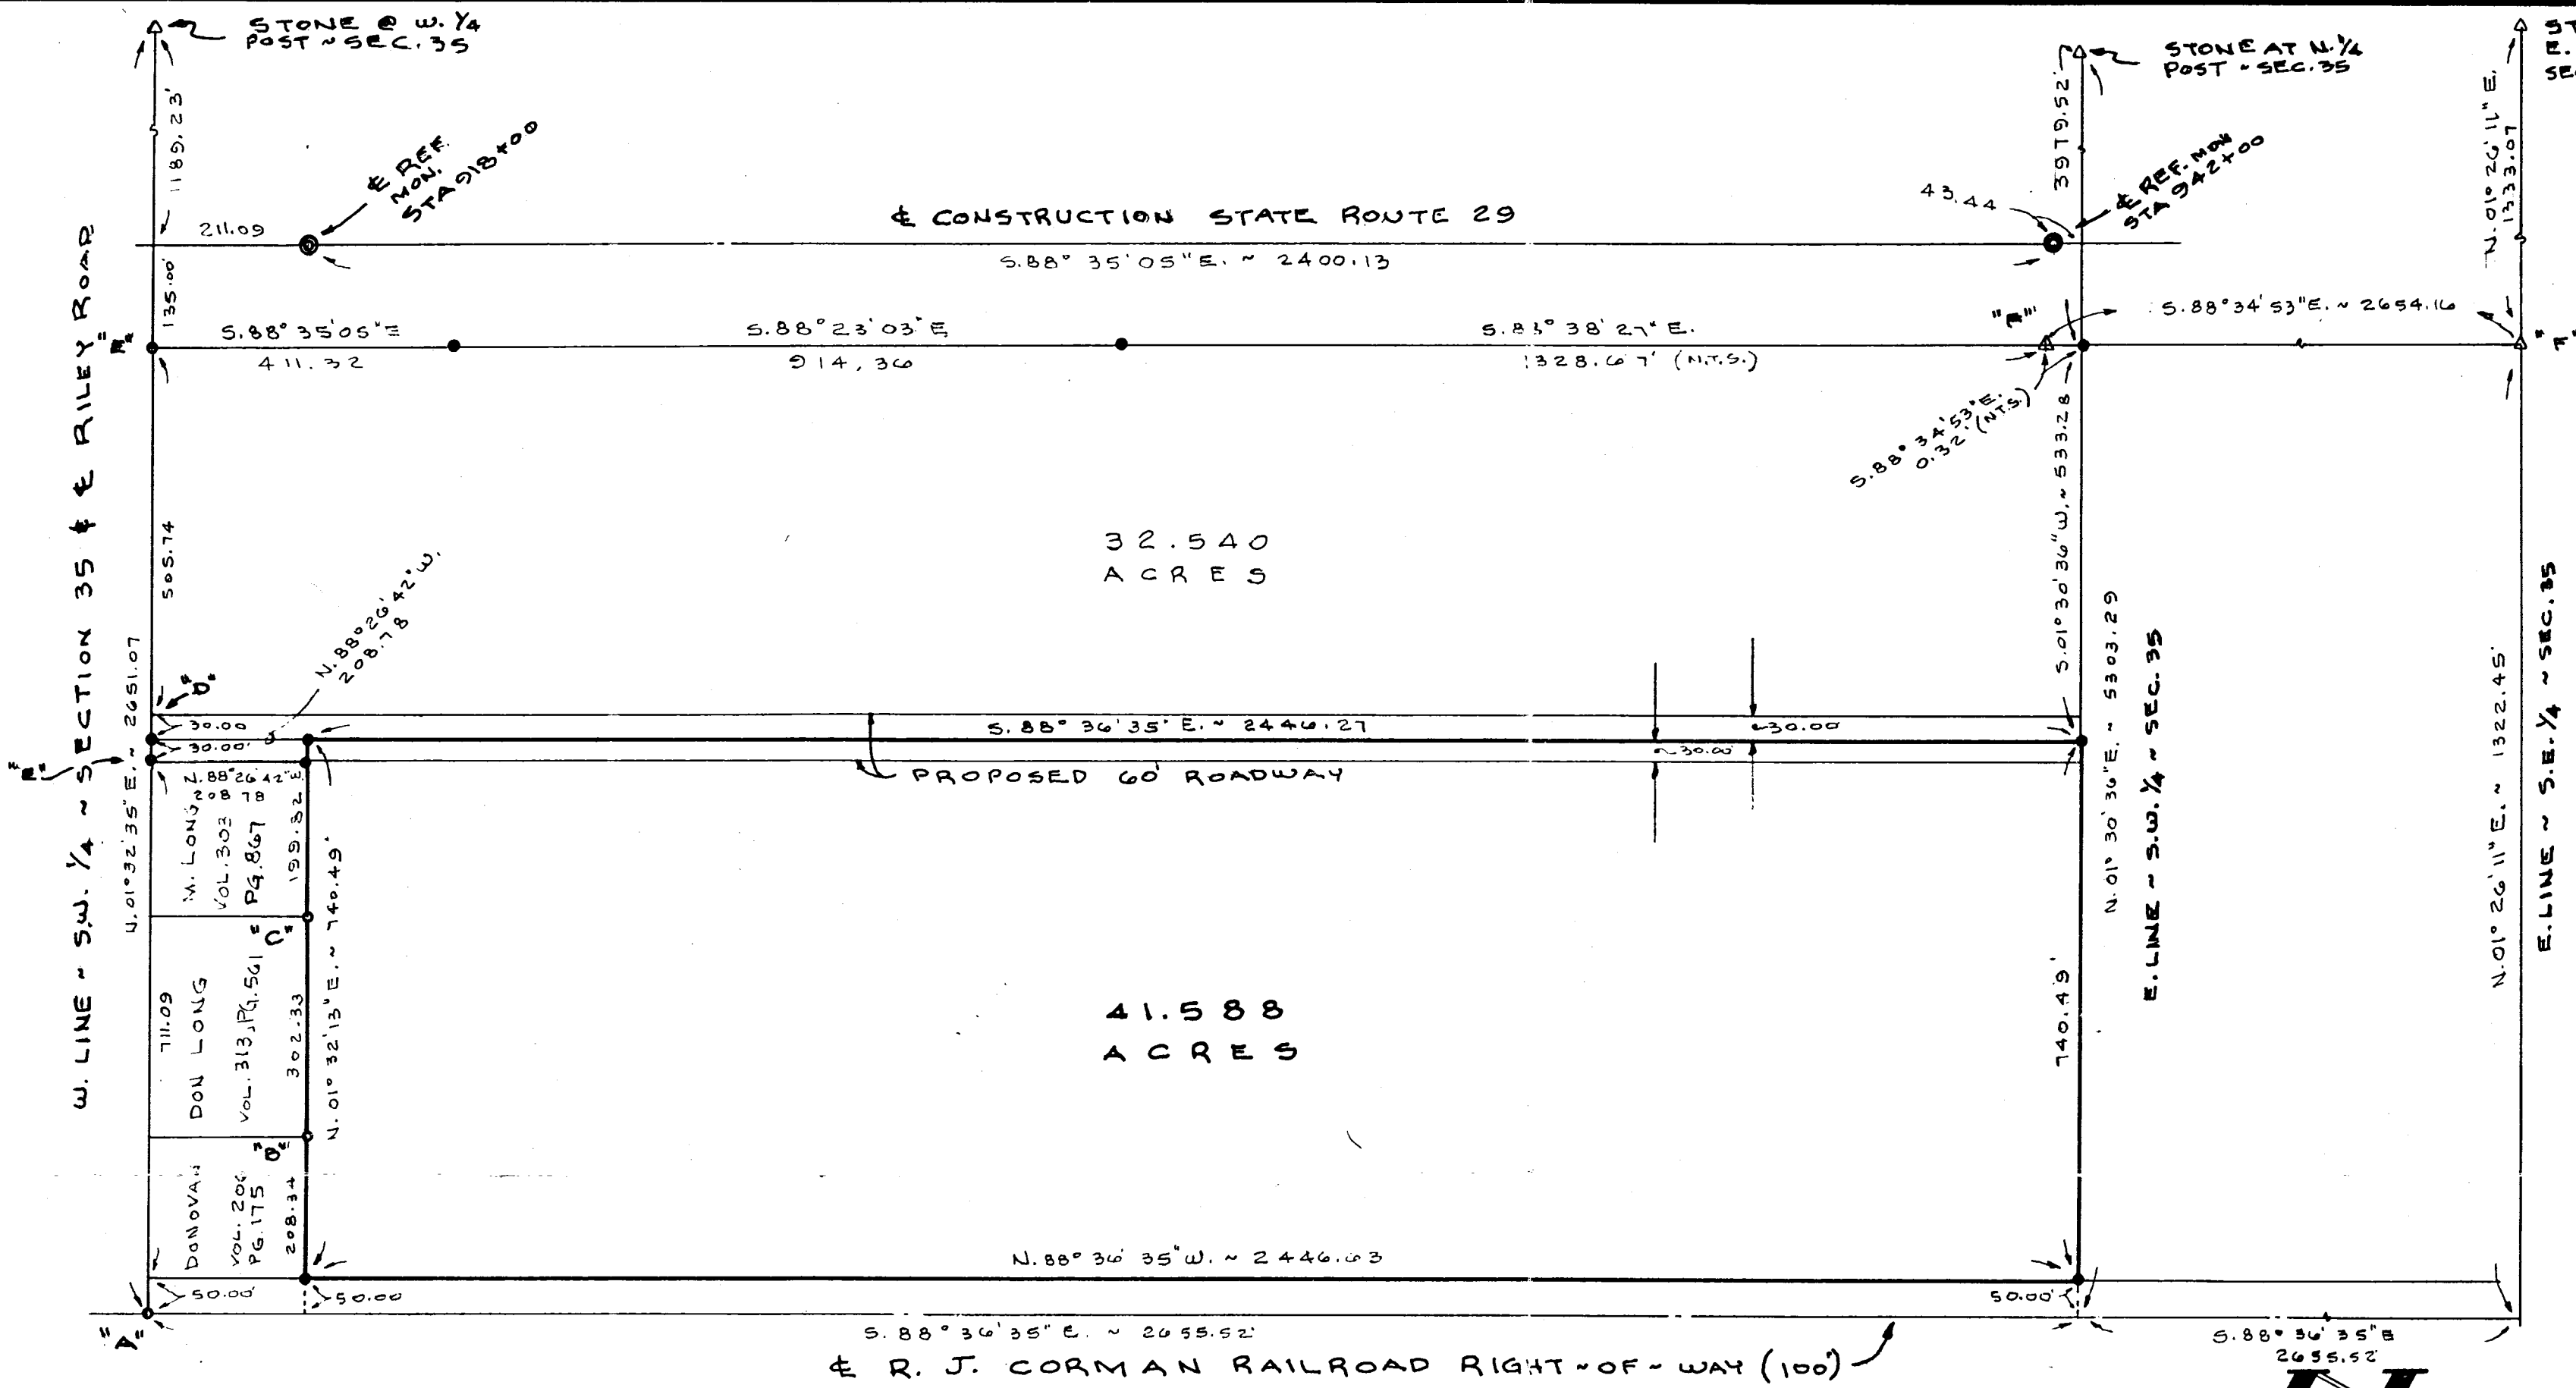 STONE @ W. 1/4
POST ~ SEC. 35
STONE AT N. 1/4
POST ~ SEC. 35
1189.23'
3979.52'
N. 01° 26' 11" E.
1333.07
℄ REF.
MON.
STA 918+00
℄ REF. MON
STA 942+00
43.44
211.09
℄ CONSTRUCTION STATE ROUTE 29
S.88° 35' 05" E. ~ 2400.13
135.00'
S.88° 35' 05" E
411.32
S.88° 23' 03" E
914.36
S.88° 38' 27" E.
1328.67' (N.T.S.)
S.88° 34' 53" E. ~ 2654.16
"F"
S.88° 34' 53" E.
0.32' (N.T.S.)
W. LINE ~ S.W. 1/4 ~ SECTION 35 & ℄ RILEY ROAD
505.74
S.01° 30' 36" W. ~ 533.28
32.540
ACRES
N.88° 26' 42" W.
208.78
N. 01° 32' 35" E. ~ 2651.07
N. 01° 30' 36" E. ~ 5303.29
E. LINE ~ S.W. 1/4 ~ SEC. 35
N. 01° 26' 11" E. ~ 1322.45'
E. LINE ~ S.E. 1/4 ~ SEC. 35
"D"
30.00
30.00'
S.88° 36' 35" E. ~ 2446.27
~30.00
~30.00'
PROPOSED 60' ROADWAY
N.88° 26' 42" W.
208.78
M. LONG
VOL. 303
PG. 867
199.82
N. 01° 32' 13" E. ~ 740.49'
"C"
711.09
DON LONG
VOL. 313, PG. 561
302.33
41.588
ACRES
740.49'
"B"
DONOVAN
VOL. 206
PG. 175
208.34
N.88° 36' 35" W. ~ 2446.63
50.00'
50.00
50.00'
"A"
S.88° 36' 35" E. ~ 2655.52'
S.88° 36' 35" E
2655.52'
℄ R. J. CORMAN RAILROAD RIGHT~OF~WAY (100')
N